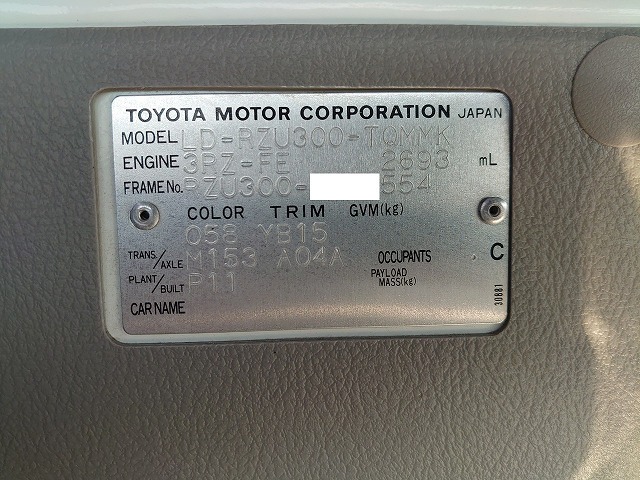 TOYOTA MOTOR CORPORATION JAPAN
MODEL LD-RZU300-TQMMYK
ENGINE 3RZ-FE 2693 mL
FRAME No. RZU300- 554
COLOR TRIM GVM(kg)
058 YB15
TRANS./AXLE M153 A04A OCCUPANTS C
PLANT/BUILT P11 PAYLOAD MASS(kg)
CAR NAME
30881